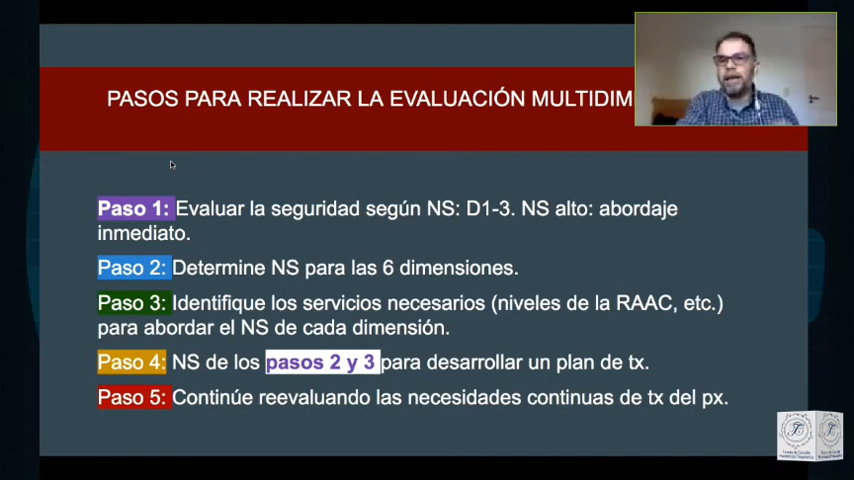 PASOS PARA REALIZAR LA EVALUACIÓN MULTIDIM
Paso 1: Evaluar la seguridad según NS: D1-3. NS alto: abordaje
inmediato.
Paso 2: Determine NS para las 6 dimensiones.
Paso 3: Identifique los servicios necesarios (niveles de la RAAC, etc.)
para abordar el NS de cada dimensión.
Paso 4: NS de los pasos 2 y 3 para desarrollar un plan de tx.
Paso 5: Continúe reevaluando las necesidades continuas de tx del px.